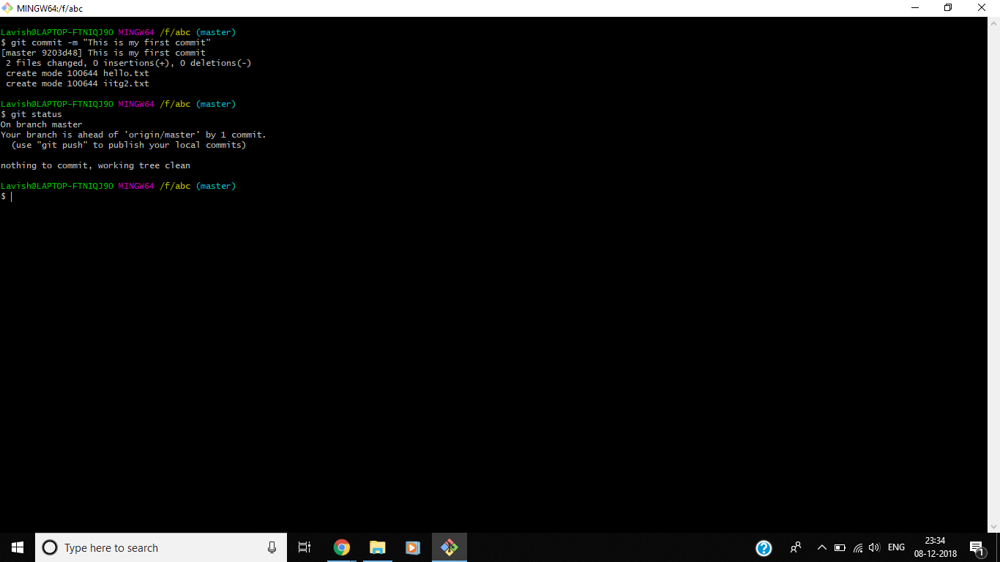 MINGW64:/f/abc
Lavish@LAPTOP-FTNIQJ9O MINGW64 /f/abc (master)
$ git commit -m "This is my first commit"
[master 9203d48] This is my first commit
 2 files changed, 0 insertions(+), 0 deletions(-)
 create mode 100644 hello.txt
 create mode 100644 iitg2.txt
Lavish@LAPTOP-FTNIQJ9O MINGW64 /f/abc (master)
$ git status
On branch master
Your branch is ahead of 'origin/master' by 1 commit.
  (use "git push" to publish your local commits)
nothing to commit, working tree clean
Lavish@LAPTOP-FTNIQJ9O MINGW64 /f/abc (master)
$
Type here to search
ENG
23:34
08-12-2018
1